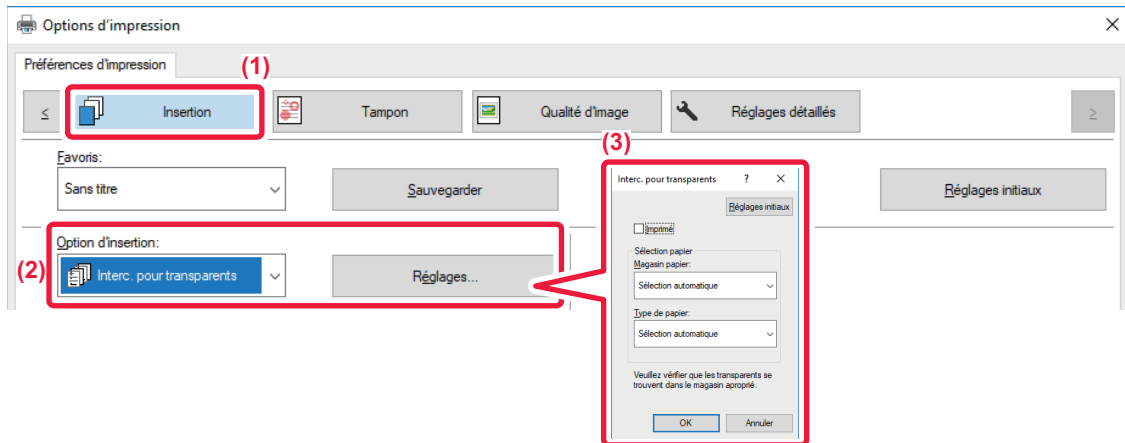 Options d'impression
Préférences d'impression
(1)
<
Insertion
Tampon
Qualité d'image
Réglages détaillés
>
Favoris:
Sans titre
Sauvegarder
Réglages initiaux
(2)
Option d'insertion:
Interc. pour transparents
Réglages...
(3)
Interc. pour transparents ?
Réglages initiaux
Imprimé
Sélection papier
Magasin papier:
Sélection automatique
Type de papier:
Sélection automatique
Veuillez vérifier que les transparents se
trouvent dans le magasin aproprié.
OK
Annuler